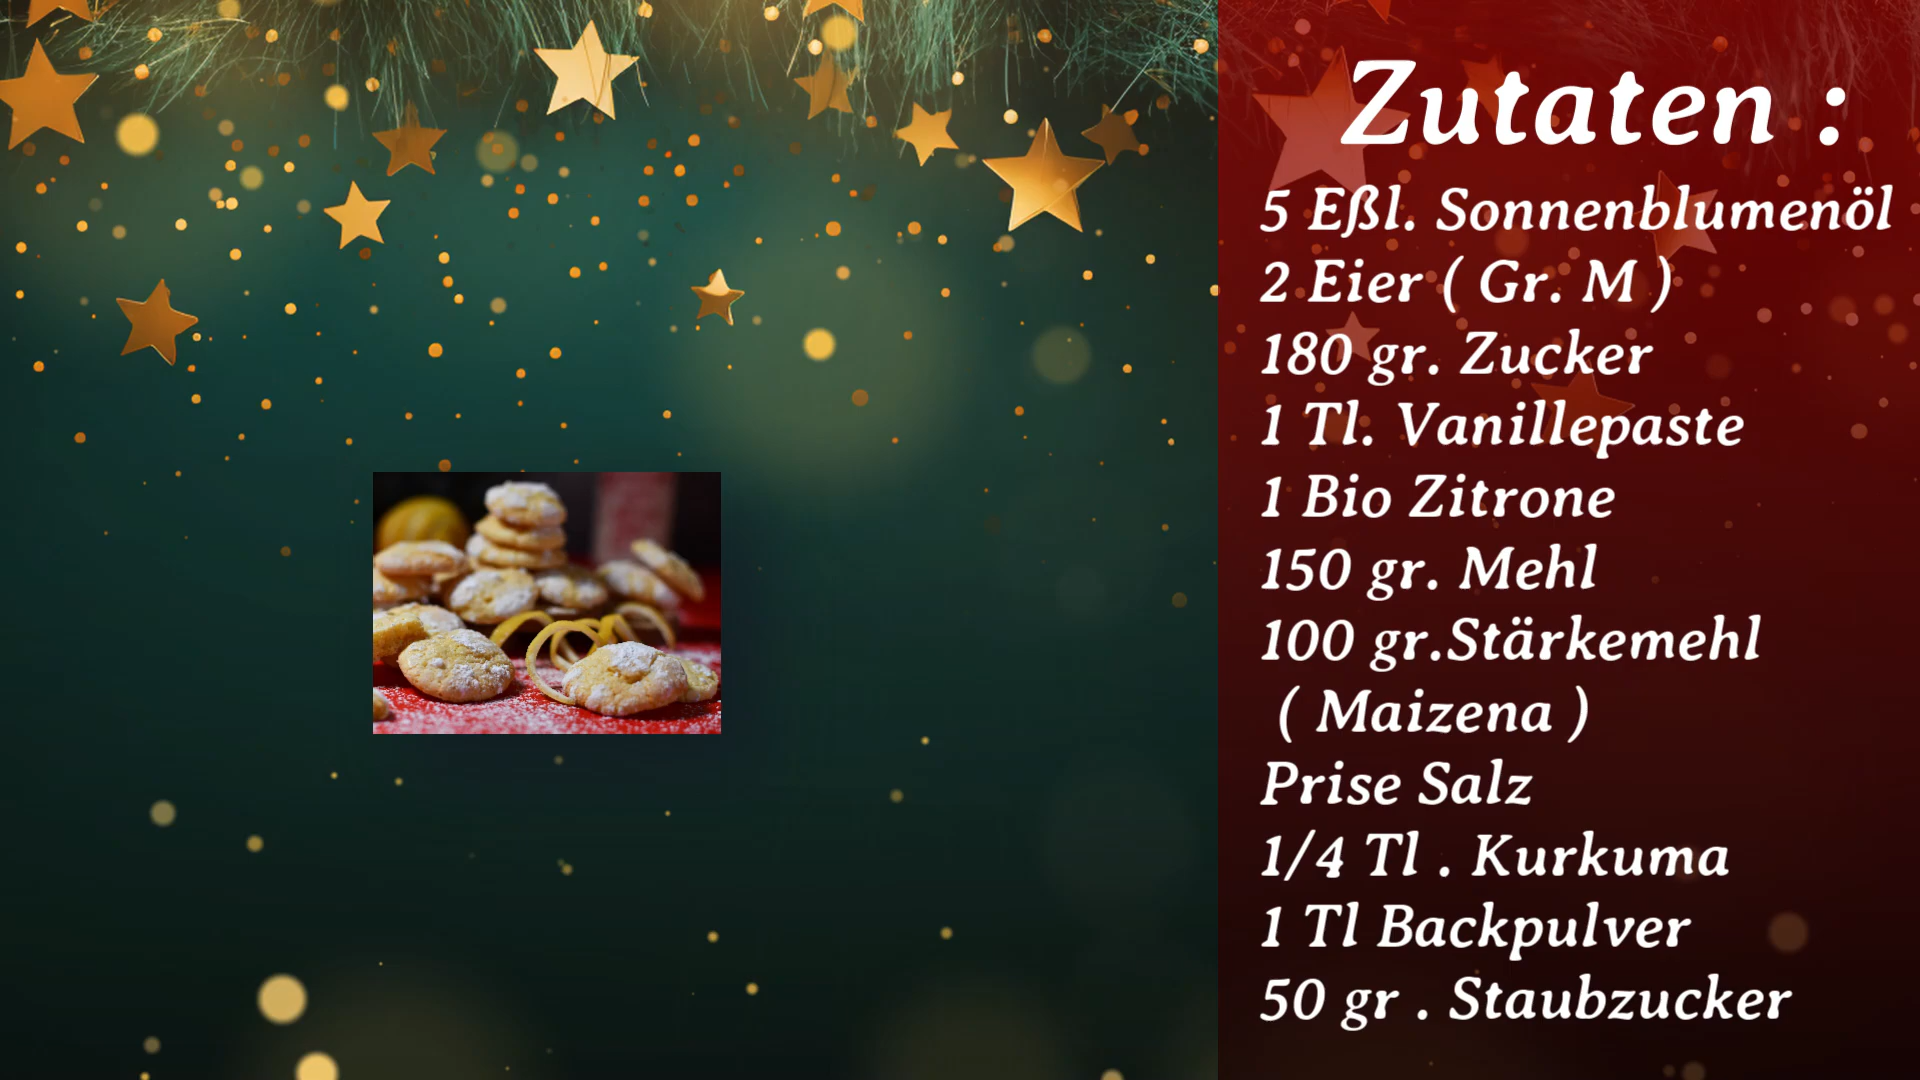 Zutaten :
5 Eßl. Sonnenblumenöl
2 Eier ( Gr. M )
180 gr. Zucker
1 Tl. Vanillepaste
1 Bio Zitrone
150 gr. Mehl
100 gr.Stärkemehl
( Maizena )
Prise Salz
1/4 Tl . Kurkuma
1 Tl Backpulver
50 gr . Staubzucker